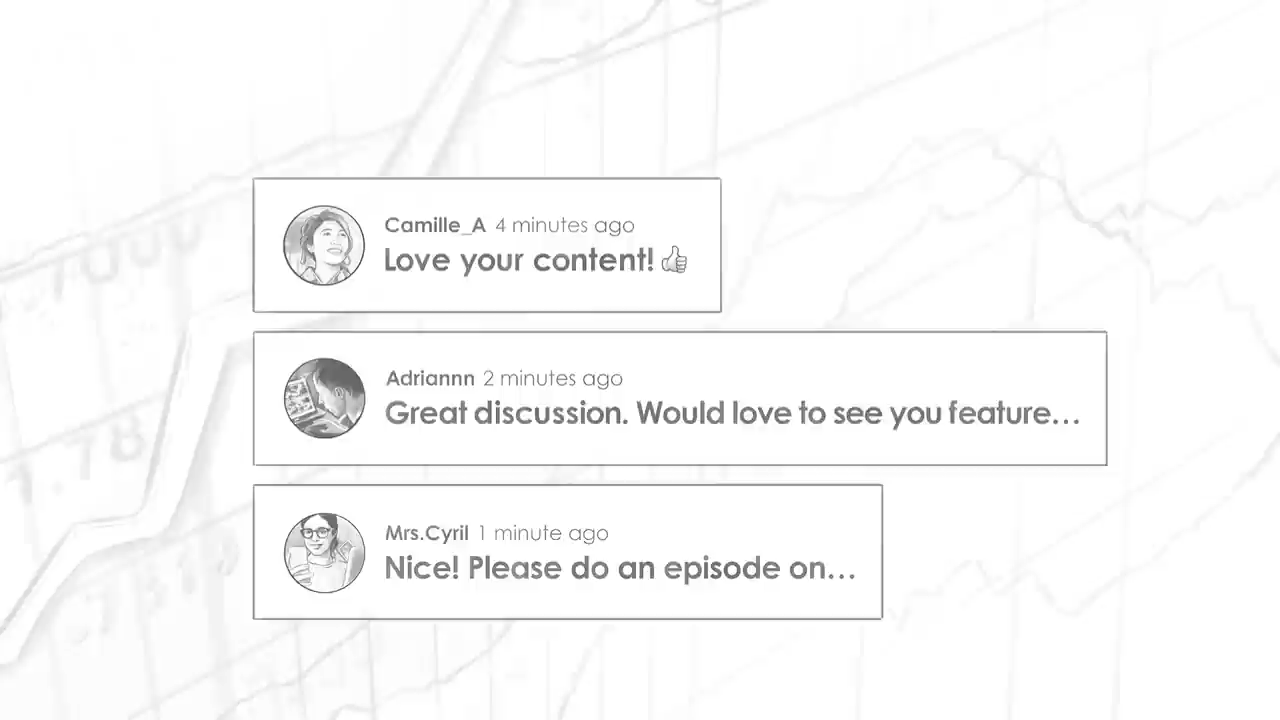 Camille_A 4 minutes ago
Love your content! 👍
Adriannn 2 minutes ago
Great discussion. Would love to see you feature...
Mrs.Cyril 1 minute ago
Nice! Please do an episode on...